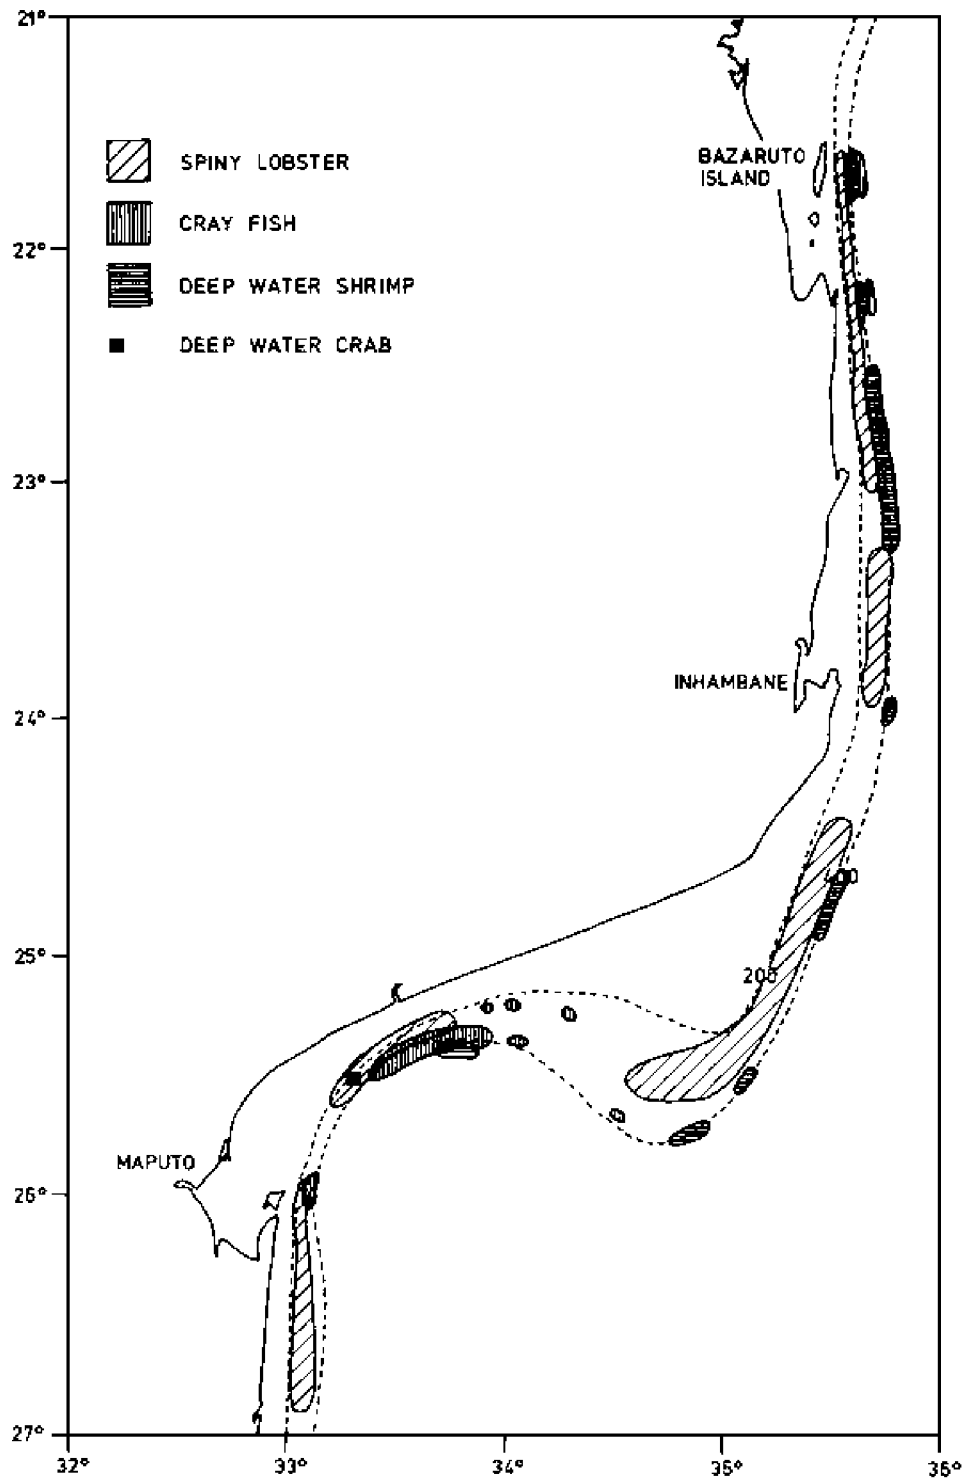 21°
SPINY LOBSTER
BAZARUTO
ISLAND
CRAY FISH
22°
DEEP WATER SHRIMP
DEEP WATER CRAB
23°
INHAMBANE
24°
25°
200
MAPUTO
26°
27°
32°
33°
34°
35°
36°